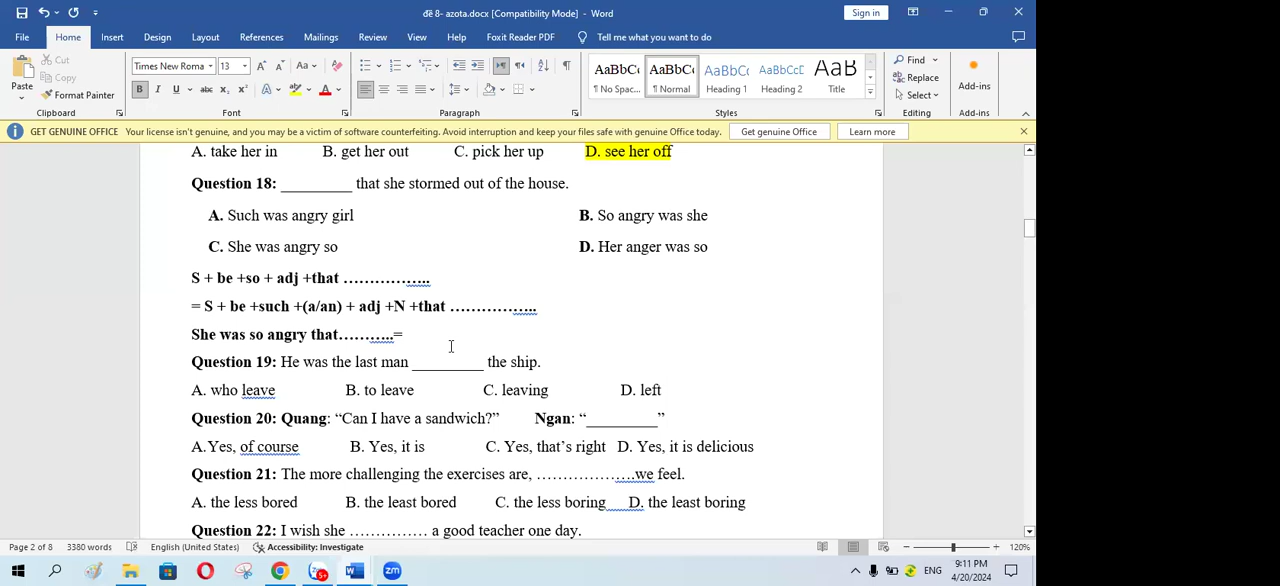 đề 8- azota.docx [Compatibility Mode] - Word
Sign in
File Home Insert Design Layout References Mailings Review View Help Foxit Reader PDF Tell me what you want to do
Paste
Cut
Copy
Format Painter
Clipboard
Times New Roma 13
B I U abc x₂ x²
Font
Paragraph
AaBbC( ¶ No Spac...
AaBbC( ¶ Normal
AaBbC( Heading 1
AaBbCcD Heading 2
AaB Title
Styles
Find
Replace
Select
Editing
Add-ins
Add-ins
GET GENUINE OFFICE Your license isn't genuine, and you may be a victim of software counterfeiting. Avoid interruption and keep your files safe with genuine Office today. Get genuine Office Learn more
A. take her in B. get her out C. pick her up D. see her off
Question 18: _________ that she stormed out of the house.
A. Such was angry girl B. So angry was she
C. She was angry so D. Her anger was so
S + be +so + adj +that ……………..
= S + be +such +(a/an) + adj +N +that ……………..
She was so angry that………..=
Question 19: He was the last man _________ the ship.
A. who leave B. to leave C. leaving D. left
Question 20: Quang: “Can I have a sandwich?” Ngan: “_________”
A.Yes, of course B. Yes, it is C. Yes, that’s right D. Yes, it is delicious
Question 21: The more challenging the exercises are, ……………….we feel.
A. the less bored B. the least bored C. the less boring D. the least boring
Question 22: I wish she …………… a good teacher one day.
Page 2 of 8 3380 words English (United States) Accessibility: Investigate 120%
5+
ENG
9:11 PM
4/20/2024